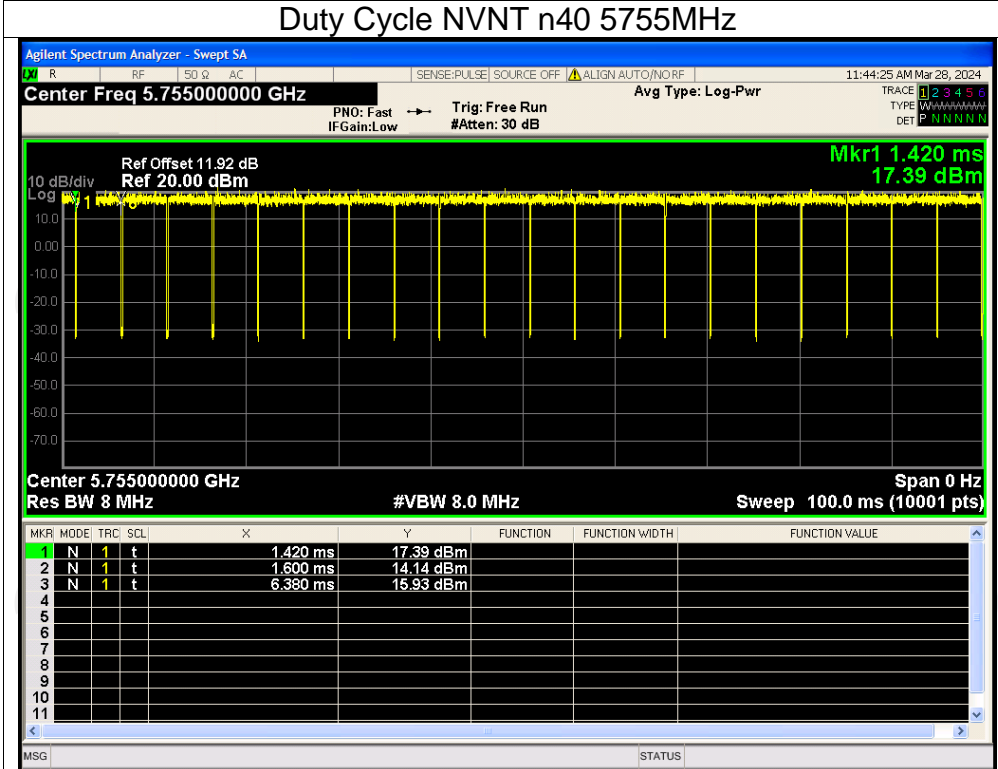 Duty Cycle NVNT n40 5755MHz
Agilent Spectrum Analyzer - Swept SA
LXI R RF 50 Ω AC SENSE:PULSE SOURCE OFF ALIGN AUTO/NO RF 11:44:25 AM Mar 28, 2024
Center Freq 5.755000000 GHz Avg Type: Log-Pwr TRACE 1 2 3 4 5 6
PNO: Fast Trig: Free Run TYPE W
IFGain:Low #Atten: 30 dB DET P N N N N N
Mkr1 1.420 ms
Ref Offset 11.92 dB
10 dB/div Ref 20.00 dBm 17.39 dBm
Log
1
10.0
0.00
-10.0
-20.0
-30.0
-40.0
-50.0
-60.0
-70.0
Center 5.755000000 GHz Span 0 Hz
Res BW 8 MHz #VBW 8.0 MHz Sweep 100.0 ms (10001 pts)
MKR MODE TRC SCL X Y FUNCTION FUNCTION WIDTH FUNCTION VALUE
1 N 1 t 1.420 ms 17.39 dBm
2 N 1 t 1.600 ms 14.14 dBm
3 N 1 t 6.380 ms 15.93 dBm
4
5
6
7
8
9
10
11
MSG STATUS